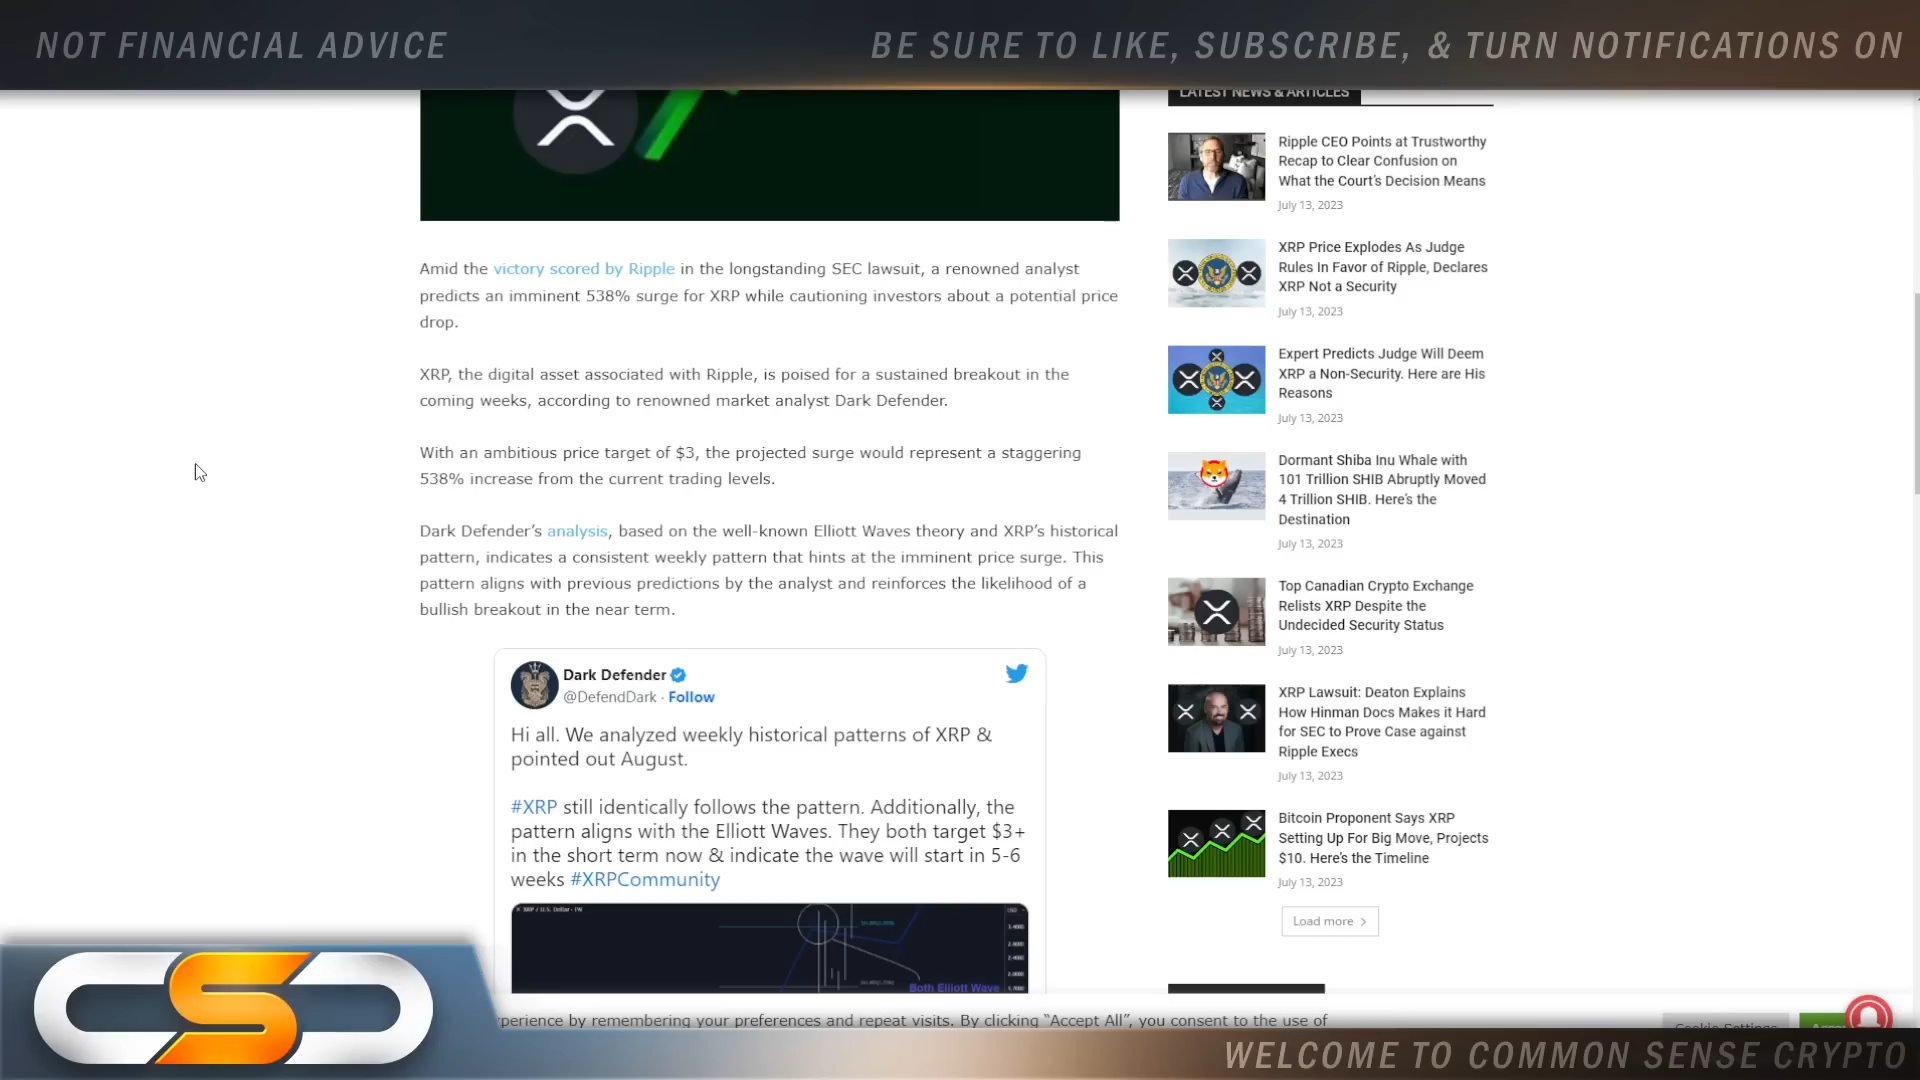 NOT FINANCIAL ADVICE
BE SURE TO LIKE, SUBSCRIBE, & TURN NOTIFICATIONS ON
LATEST NEWS & ARTICLES
Amid the victory scored by Ripple in the longstanding SEC lawsuit, a renowned analyst
predicts an imminent 538% surge for XRP while cautioning investors about a potential price
drop.
XRP, the digital asset associated with Ripple, is poised for a sustained breakout in the
coming weeks, according to renowned market analyst Dark Defender.
With an ambitious price target of $3, the projected surge would represent a staggering
538% increase from the current trading levels.
Dark Defender’s analysis, based on the well-known Elliott Waves theory and XRP’s historical
pattern, indicates a consistent weekly pattern that hints at the imminent price surge. This
pattern aligns with previous predictions by the analyst and reinforces the likelihood of a
bullish breakout in the near term.
Dark Defender
@DefendDark · Follow
Hi all. We analyzed weekly historical patterns of XRP &
pointed out August.
#XRP still identically follows the pattern. Additionally, the
pattern aligns with the Elliott Waves. They both target $3+
in the short term now & indicate the wave will start in 5-6
weeks #XRPCommunity
XRP / U.S. Dollar · 1W
Both Elliott Wave
Ripple CEO Points at Trustworthy
Recap to Clear Confusion on
What the Court’s Decision Means
July 13, 2023
XRP Price Explodes As Judge
Rules In Favor of Ripple, Declares
XRP Not a Security
July 13, 2023
Expert Predicts Judge Will Deem
XRP a Non-Security. Here are His
Reasons
July 13, 2023
Dormant Shiba Inu Whale with
101 Trillion SHIB Abruptly Moved
4 Trillion SHIB. Here’s the
Destination
July 13, 2023
Top Canadian Crypto Exchange
Relists XRP Despite the
Undecided Security Status
July 13, 2023
XRP Lawsuit: Deaton Explains
How Hinman Docs Makes it Hard
for SEC to Prove Case against
Ripple Execs
July 13, 2023
Bitcoin Proponent Says XRP
Setting Up For Big Move, Projects
$10. Here’s the Timeline
July 13, 2023
Load more
xperience by remembering your preferences and repeat visits. By clicking “Accept All”, you consent to the use of
Cookie Settings
CSC
WELCOME TO COMMON SENSE CRYPTO